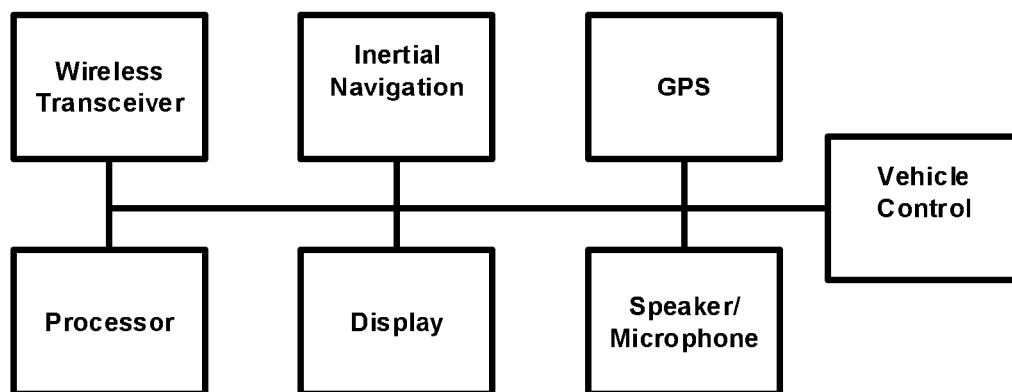 Wireless
Transceiver
Inertial
Navigation
GPS
Vehicle
Control
Processor
Display
Speaker/
Microphone